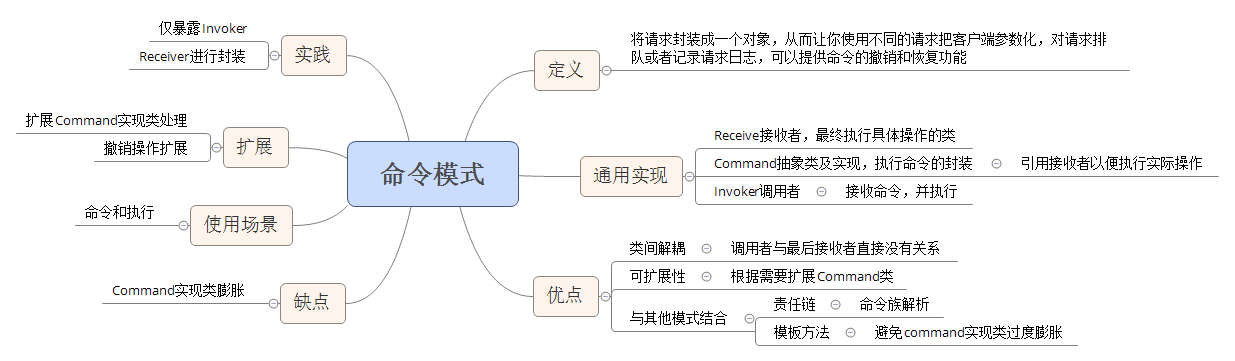 命令模式
定义
将请求封装成一个对象，从而让你使用不同的请求把客户端参数化，对请求排
队或者记录请求日志，可以提供命令的撤销和恢复功能
通用实现
Receive接收者，最终执行具体操作的类
Command抽象类及实现，执行命令的封装
引用接收者以便执行实际操作
Invoker调用者
接收命令，并执行
优点
类间解耦
调用者与最后接收者直接没有关系
可扩展性
根据需要扩展Command类
与其他模式结合
责任链
命令族解析
模板方法
避免command实现类过度膨胀
实践
仅暴露Invoker
Receiver进行封装
扩展
扩展Command实现类处理
撤销操作扩展
使用场景
命令和执行
缺点
Command实现类膨胀